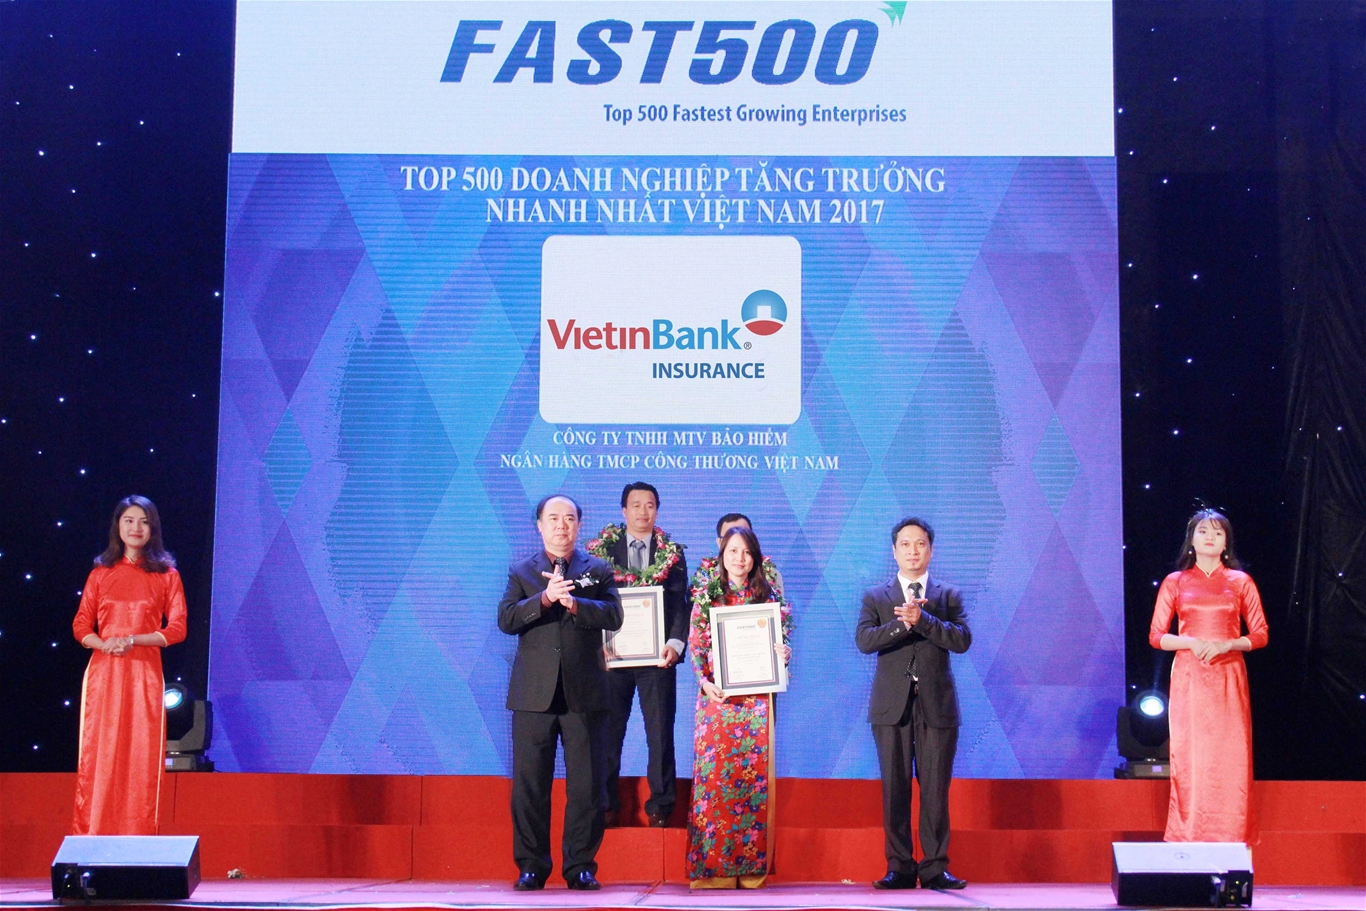 FAST500
Top 500 Fastest Growing Enterprises
TOP 500 DOANH NGHIỆP TĂNG TRƯỞNG
NHANH NHẤT VIỆT NAM 2017
VietinBank®
INSURANCE
CÔNG TY TNHH MTV BẢO HIỂM
NGÂN HÀNG TMCP CÔNG THƯƠNG VIỆT NAM
FAST500